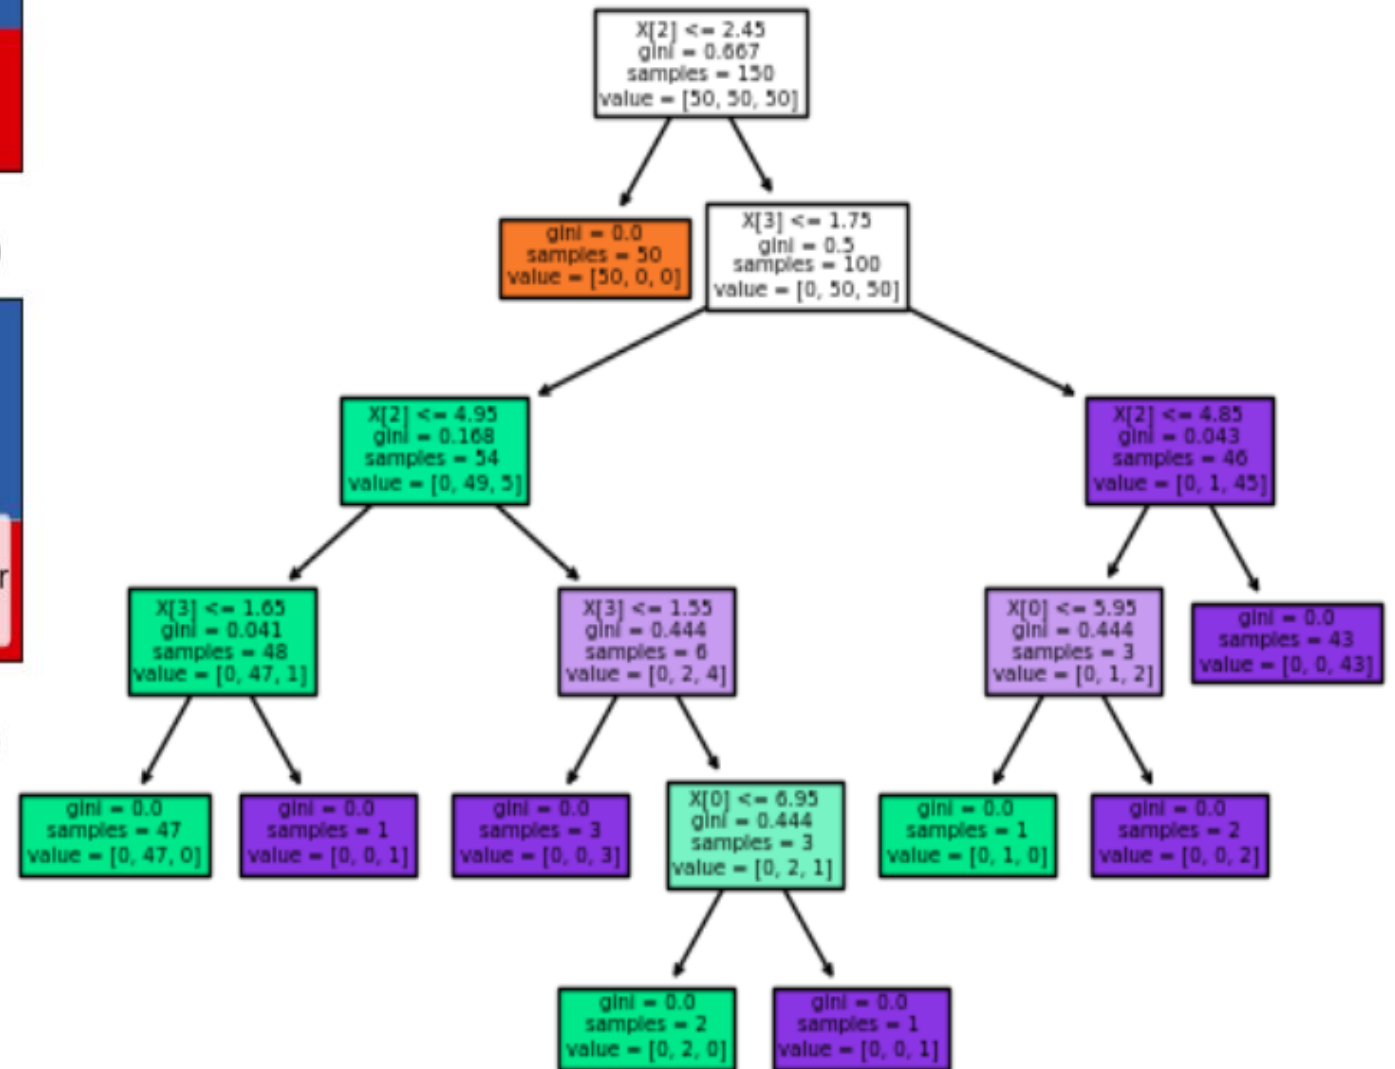 X[2] <= 2.45
gini = 0.667
samples = 150
value = [50, 50, 50]
gini = 0.0
samples = 50
value = [50, 0, 0]
X[3] <= 1.75
gini = 0.5
samples = 100
value = [0, 50, 50]
X[2] <= 4.95
gini = 0.168
samples = 54
value = [0, 49, 5]
X[2] <= 4.85
gini = 0.043
samples = 46
value = [0, 1, 45]
r
X[3] <= 1.65
gini = 0.041
samples = 48
value = [0, 47, 1]
X[3] <= 1.55
gini = 0.444
samples = 6
value = [0, 2, 4]
X[0] <= 5.95
gini = 0.444
samples = 3
value = [0, 1, 2]
gini = 0.0
samples = 43
value = [0, 0, 43]
gini = 0.0
samples = 47
value = [0, 47, 0]
gini = 0.0
samples = 1
value = [0, 0, 1]
gini = 0.0
samples = 3
value = [0, 0, 3]
X[0] <= 6.95
gini = 0.444
samples = 3
value = [0, 2, 1]
gini = 0.0
samples = 1
value = [0, 1, 0]
gini = 0.0
samples = 2
value = [0, 0, 2]
gini = 0.0
samples = 2
value = [0, 2, 0]
gini = 0.0
samples = 1
value = [0, 0, 1]